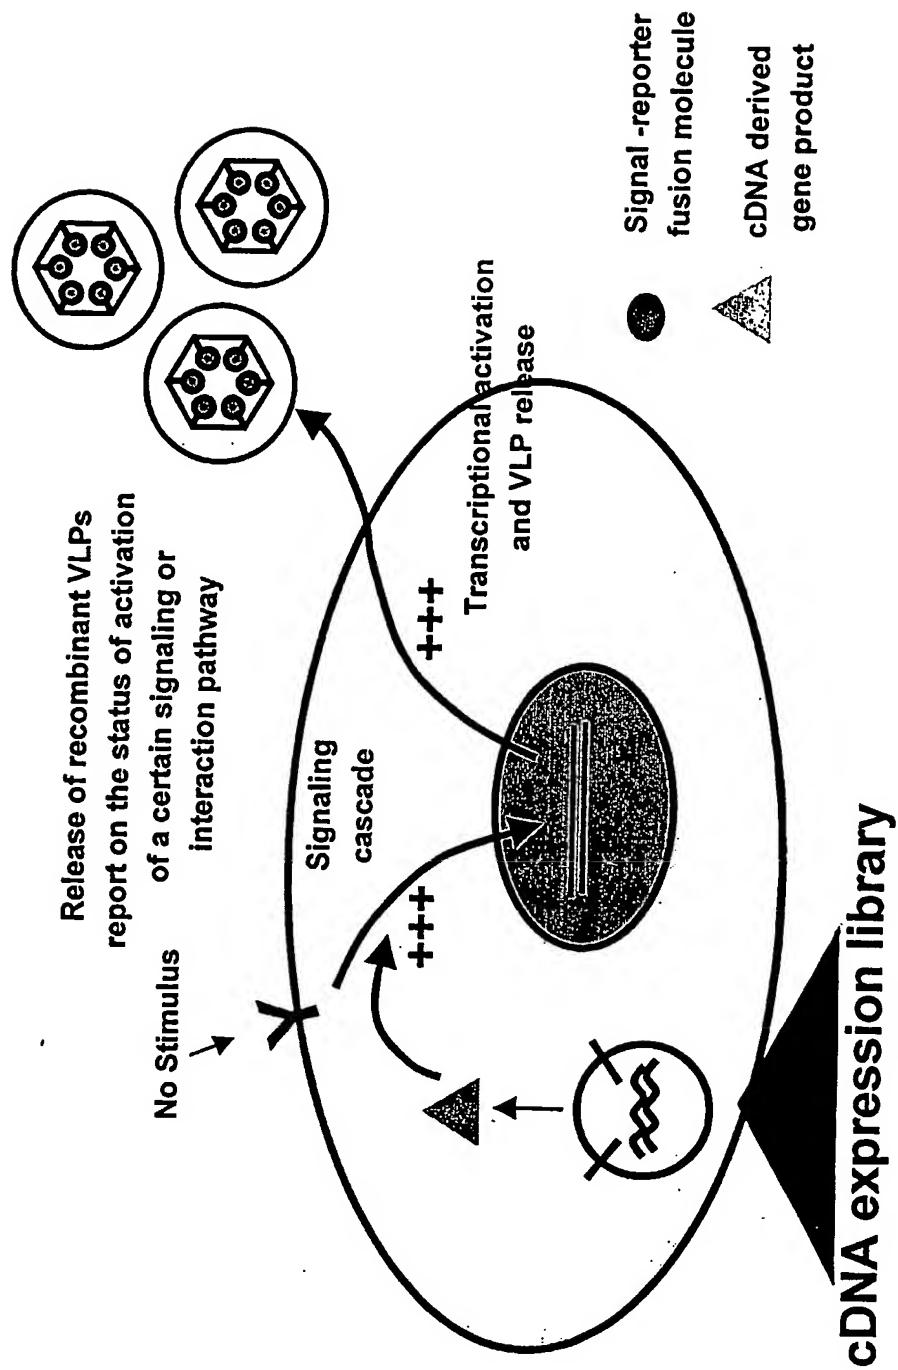 Release of recombinant VLPs
report on the status of activation
of a certain signaling or
interaction pathway
No Stimulus
Signaling
cascade
+++
+++
Transcriptional activation
and VLP release
Signal -reporter
fusion molecule
cDNA derived
gene product
cDNA expression library